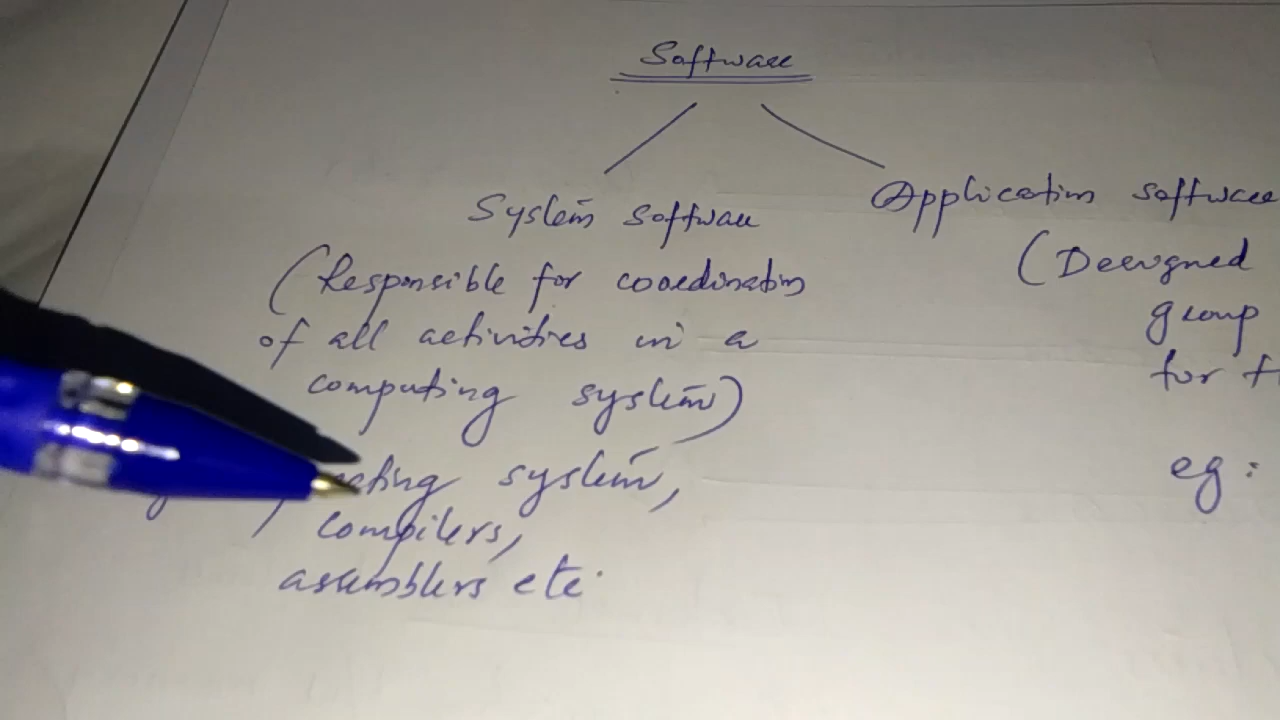 Software
System software
Application software
(Responsible for coordination
of all activities in a
computing system)
(Designed
group
for
eg:
system,
compilers,
assemblers etc.